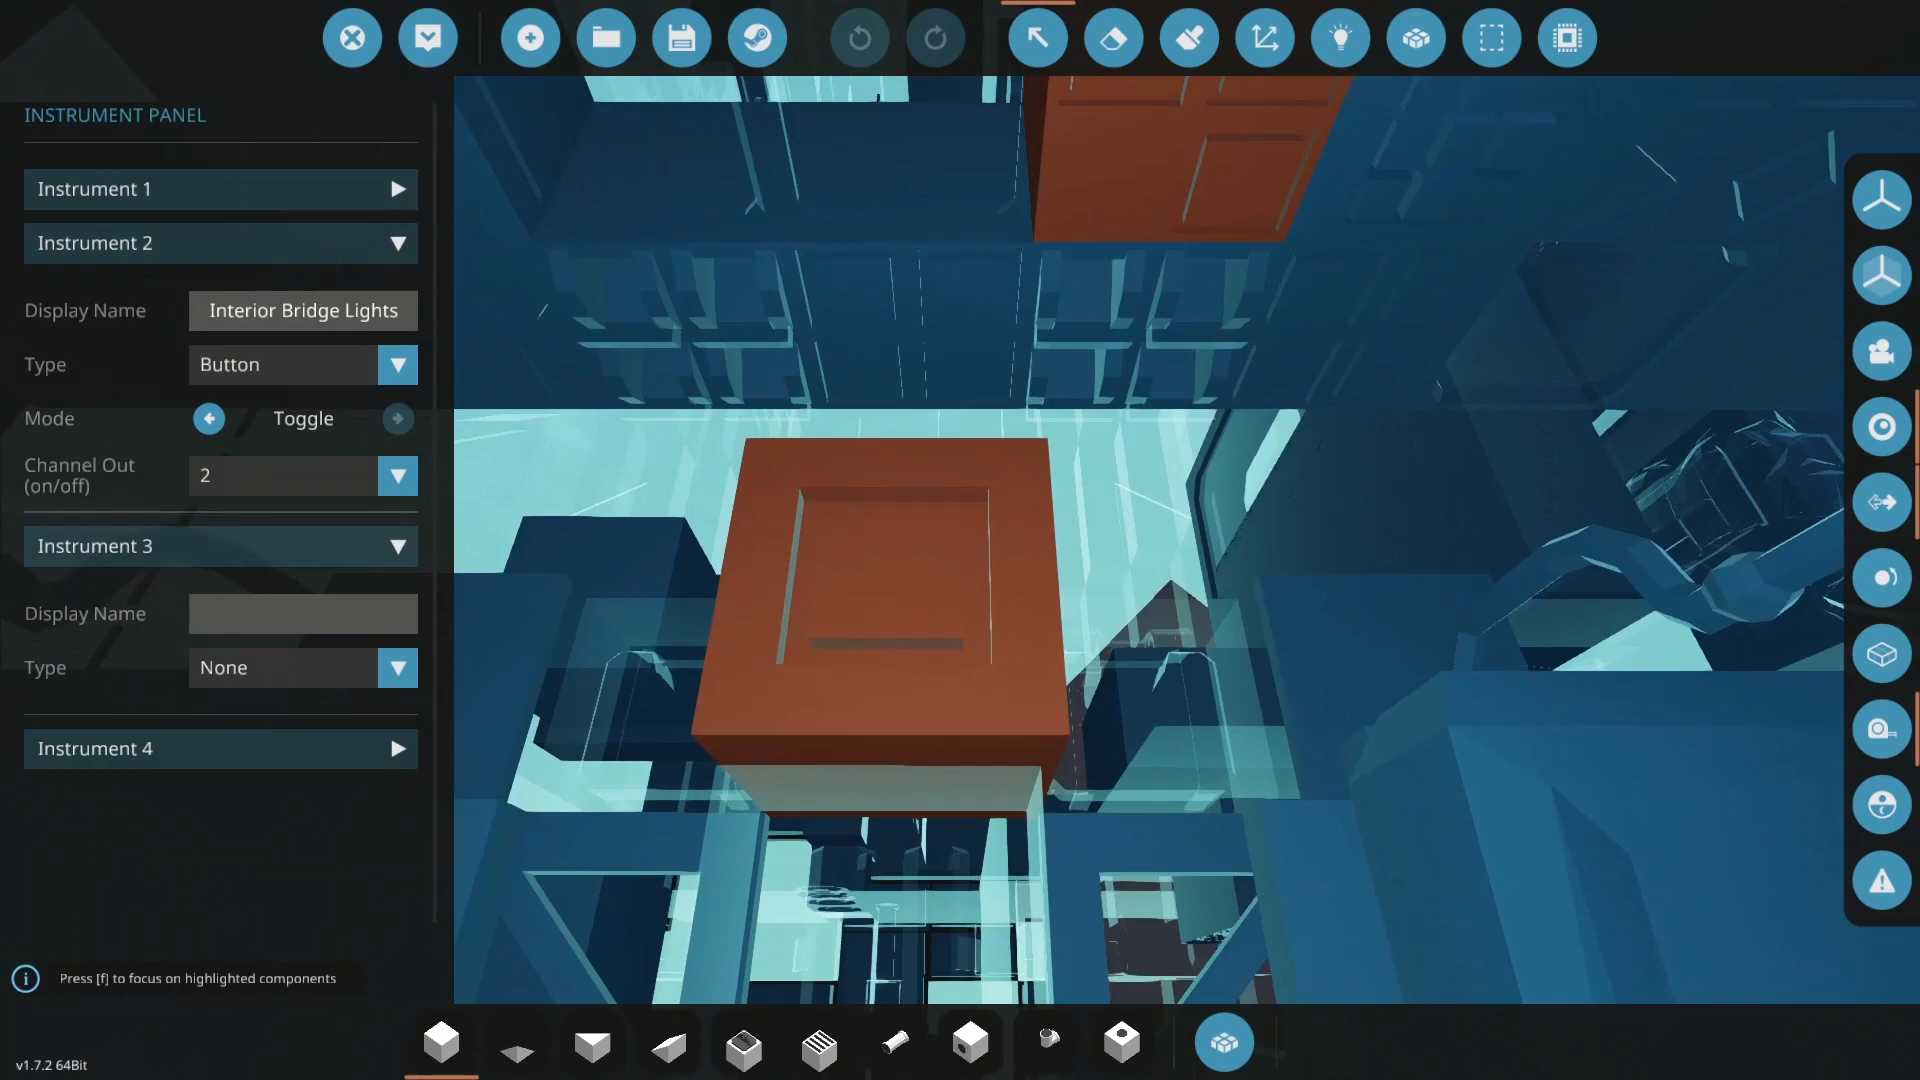 INSTRUMENT PANEL
Instrument 1
Instrument 2
Display Name
Interior Bridge Lights
Type
Button
Mode
Toggle
Channel Out
(on/off)
2
Instrument 3
Display Name
Type
None
Instrument 4
Press [f] to focus on highlighted components
v1.7.2 64Bit